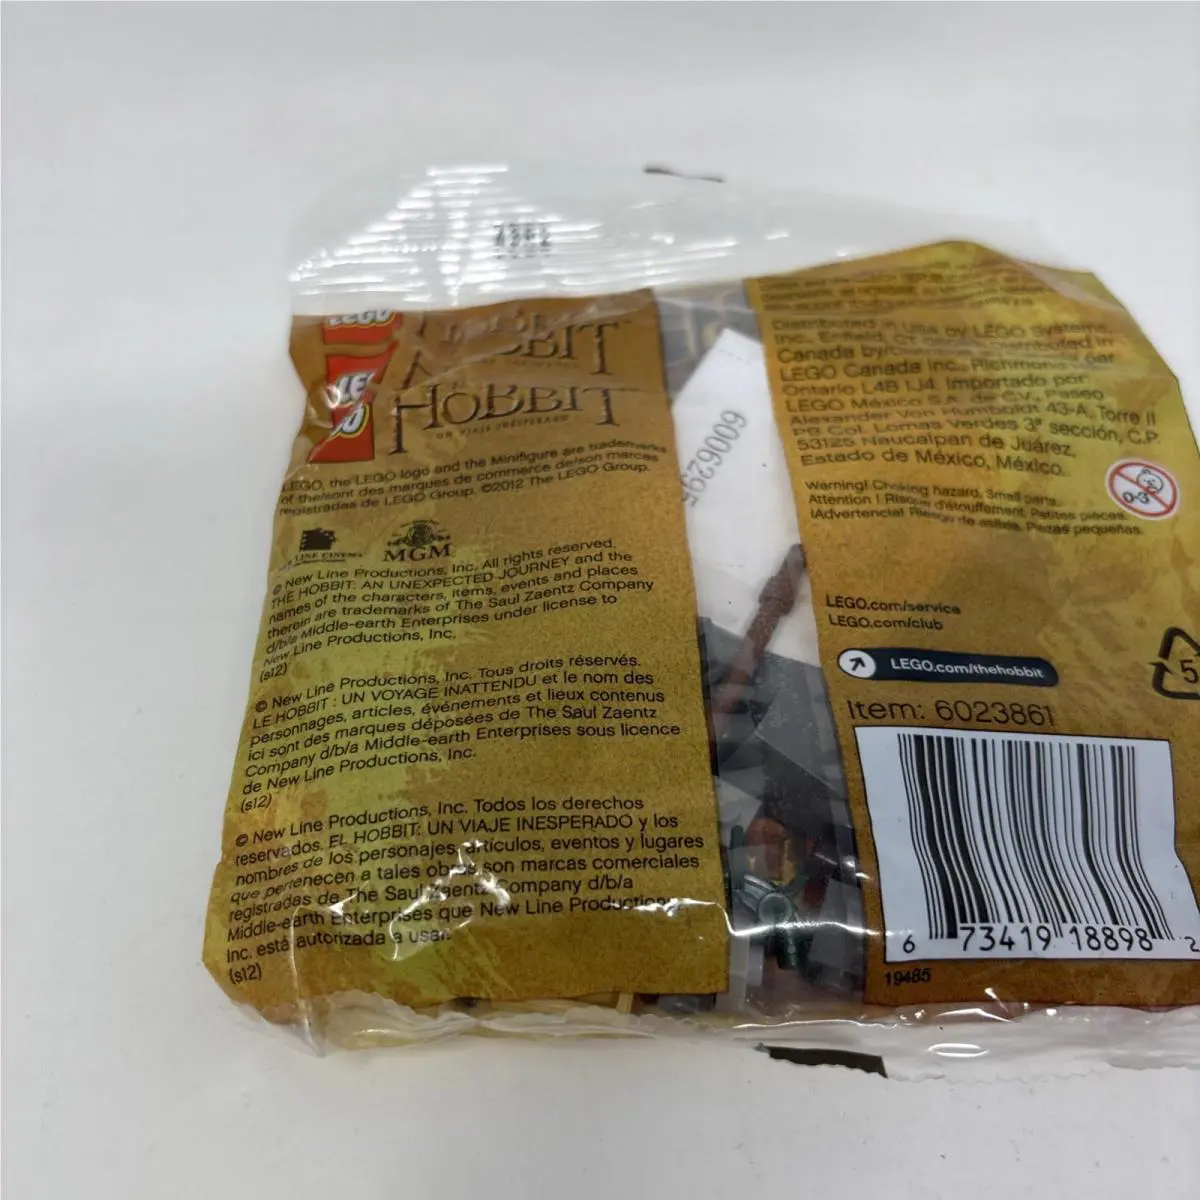 LEGO
LEGO
HOBBIT
HOBBIT
UN VIAJE INESPERADO
LEGO, the LEGO logo and the Minifigure are trademarks
of the/sont des marques de commerce de/son marcas
registradas de LEGO Group. ©2012 The LEGO Group.
LINE CINEMA
MGM
© New Line Productions, Inc. All rights reserved.
THE HOBBIT: AN UNEXPECTED JOURNEY and the
names of the characters, items, events and places
therein are trademarks of The Saul Zaentz Company
d/b/a Middle-earth Enterprises under license to
New Line Productions, Inc.
(s12)
© New Line Productions, Inc. Tous droits réservés.
LE HOBBIT : UN VOYAGE INATTENDU et le nom des
personnages, articles, événements et lieux contenus
ici sont des marques déposées de The Saul Zaentz
Company d/b/a Middle-earth Enterprises sous licence
de New Line Productions, Inc.
(s12)
© New Line Productions, Inc. Todos los derechos
reservados. EL HOBBIT: UN VIAJE INESPERADO y los
nombres de los personajes, artículos, eventos y lugares
que pertenecen a tales obras son marcas comerciales
registradas de The Saul Zaentz Company d/b/a
Middle-earth Enterprises que New Line Productions,
Inc. está autorizada a usar.
(s12)
6009629
Distributed in USA by LEGO Systems,
Inc., Enfield, CT Distributed in
Canada by/
LEGO Canada Inc., Richmond par
Ontario L4B 1J4. Importado por:
LEGO México S.A. de C.V., Paseo
Alexander Von Humboldt 43-A, Torre II
PB Col. Lomas Verdes 3ª sección, C.P.
53125 Naucalpan de Juárez,
Estado de México, México.
Warning! Choking hazard. Small parts.
Attention ! Risque d'étouffement. Petites pièces.
¡Advertencia! Riesgo de asfixia. Piezas pequeñas.
0-3
LEGO.com/service
LEGO.com/club
LEGO.com/thehobbit
5
Item: 6023861
6 73419 18898 2
19485